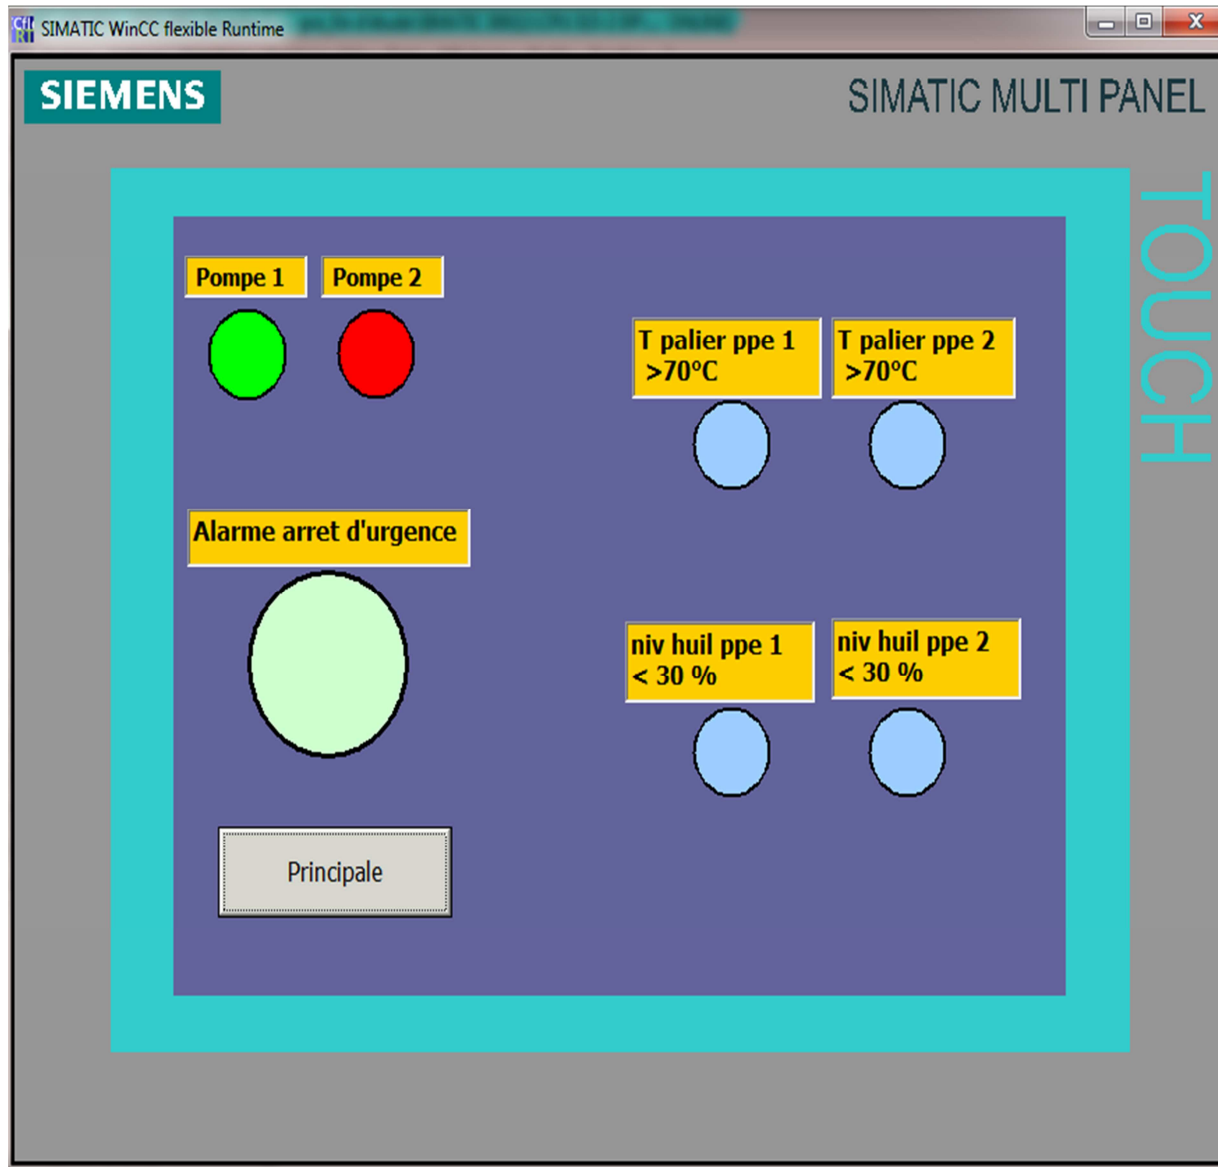 SIMATIC WinCC flexible Runtime
SIEMENS
SIMATIC MULTI PANEL
TOUCH
Pompe 1
Pompe 2
T palier ppe 1
>70°C
T palier ppe 2
>70°C
Alarme arret d'urgence
niv huil ppe 1
< 30 %
niv huil ppe 2
< 30 %
Principale